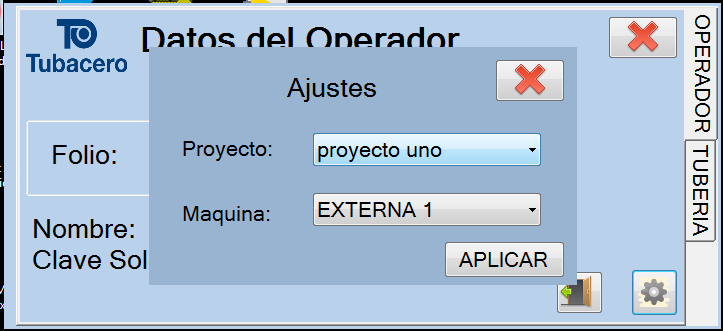 Tubacero
Datos del Operador
Ajustes
Folio:
Proyecto:
proyecto uno
Maquina:
EXTERNA 1
Nombre:
Clave Sol
APLICAR
OPERADOR
TUBERIA